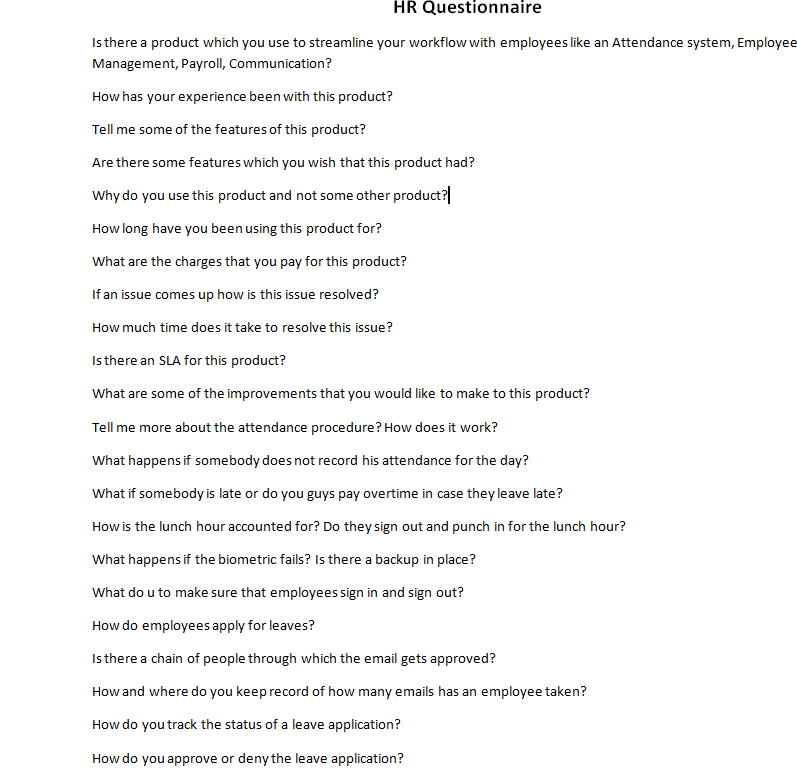 HR Questionnaire
Is there a product which you use to streamline your workflow with employees like an Attendance system, Employee
Management, Payroll, Communication?
How has your experience been with this product?
Tell me some of the features of this product?
Are there some features which you wish that this product had?
Why do you use this product and not some other product?
How long have you been using this product for?
What are the charges that you pay for this product?
If an issue comes up how is this issue resolved?
How much time does it take to resolve this issue?
Is there an SLA for this product?
What are some of the improvements that you would like to make to this product?
Tell me more about the attendance procedure? How does it work?
What happens if somebody does not record his attendance for the day?
What if somebody is late or do you guys pay overtime in case they leave late?
How is the lunch hour accounted for? Do they sign out and punch in for the lunch hour?
What happens if the biometric fails? Is there a backup in place?
What do u to make sure that employees sign in and sign out?
How do employees apply for leaves?
Is there a chain of people through which the email gets approved?
How and where do you keep record of how many emails has an employee taken?
How do you track the status of a leave application?
How do you approve or deny the leave application?